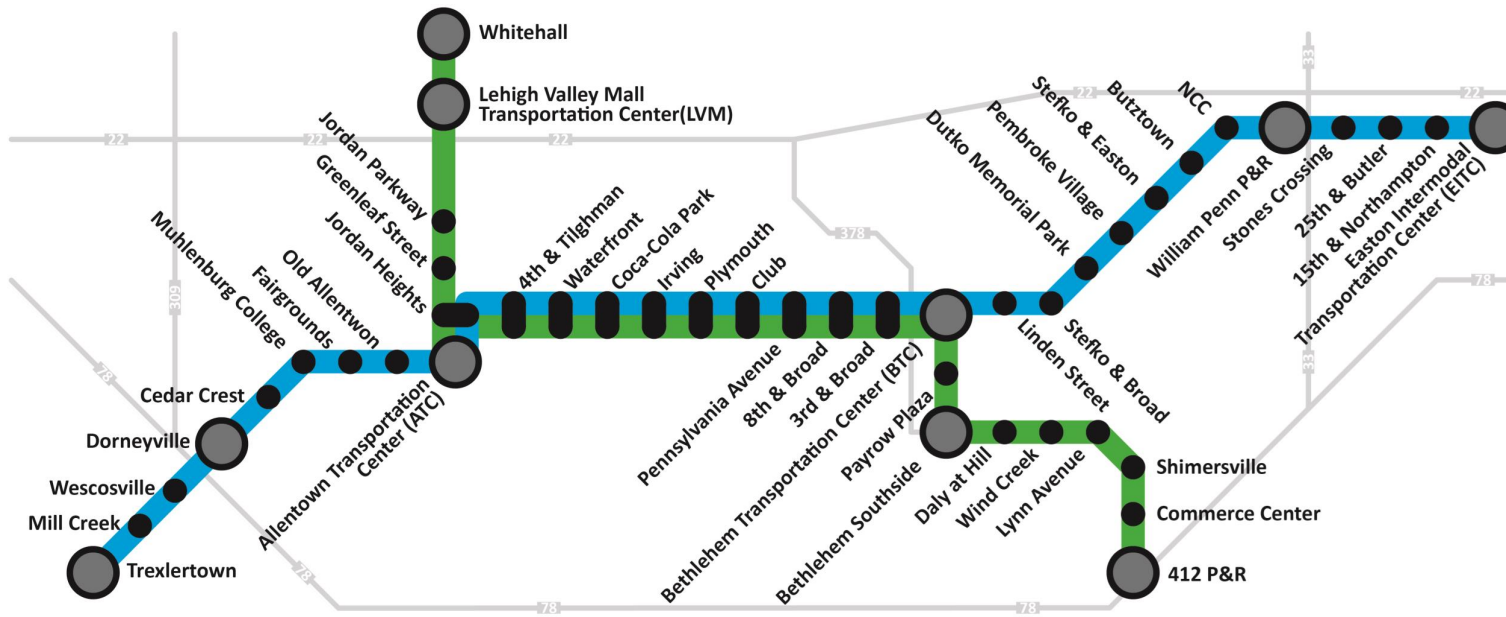 Whitehall
Lehigh Valley Mall
Transportation Center(LVM)
Jordan Parkway
Greenleaf Street
Jordan Heights
Muhlenburg College
Fairgrounds
Old Allentwon
Cedar Crest
Dorneyville
Wescosville
Mill Creek
Trexlertown
Allentown Transportation
Center (ATC)
4th & Tilghman
Waterfront
Coca-Cola Park
Irving
Plymouth
Club
Pennsylvania Avenue
8th & Broad
3rd & Broad
Bethlehem Transportation Center (BTC)
Payrow Plaza
Bethlehem Southside
Daly at Hill
Wind Creek
Lynn Avenue
Shimersville
Commerce Center
412 P&R
Linden Street
Stefko & Broad
Dutko Memorial Park
Pembroke Village
Stefko & Easton
Butztown
NCC
William Penn P&R
Stones Crossing
25th & Butler
15th & Northampton
Easton Intermodal
Transportation Center (EITC)
22
22
22
22
22
33
33
309
378
78
78
78
78
78